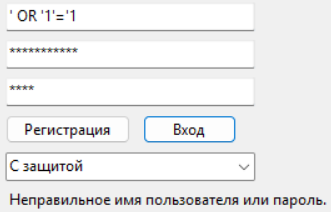 ' OR '1'='1
***********
****
Регистрация Вход
С защитой
Неправильное имя пользователя или пароль.